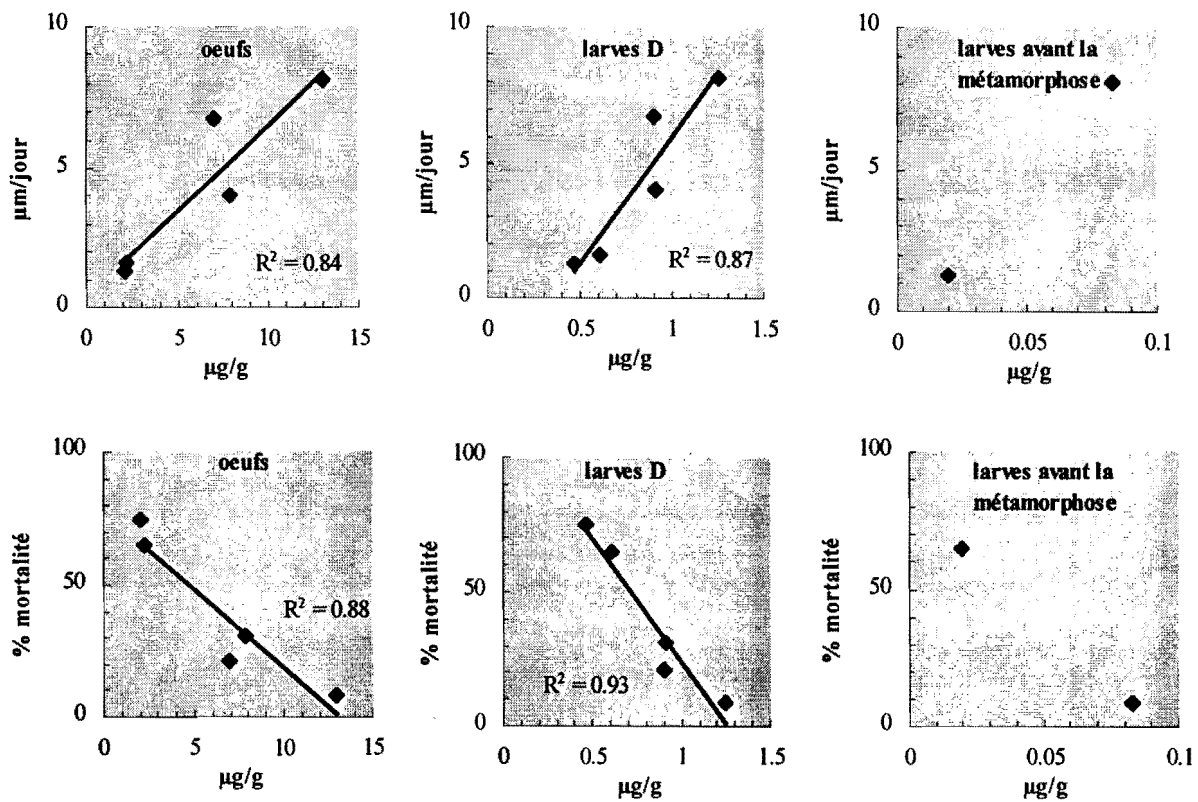 10
5
0
µm/jour
oeufs
R² = 0.84
0 5 10 15
µg/g
10
5
0
µm/jour
larves D
R² = 0.87
0 0.5 1 1.5
µg/g
10
5
0
µm/jour
larves avant la
métamorphose
0 0.05 0.1
µg/g
100
50
0
% mortalité
oeufs
R² = 0.88
0 5 10 15
µg/g
100
50
0
% mortalité
larves D
R² = 0.93
0 0.5 1 1.5
µg/g
100
50
0
% mortalité
larves avant la
métamorphose
0 0.05 0.1
µg/g